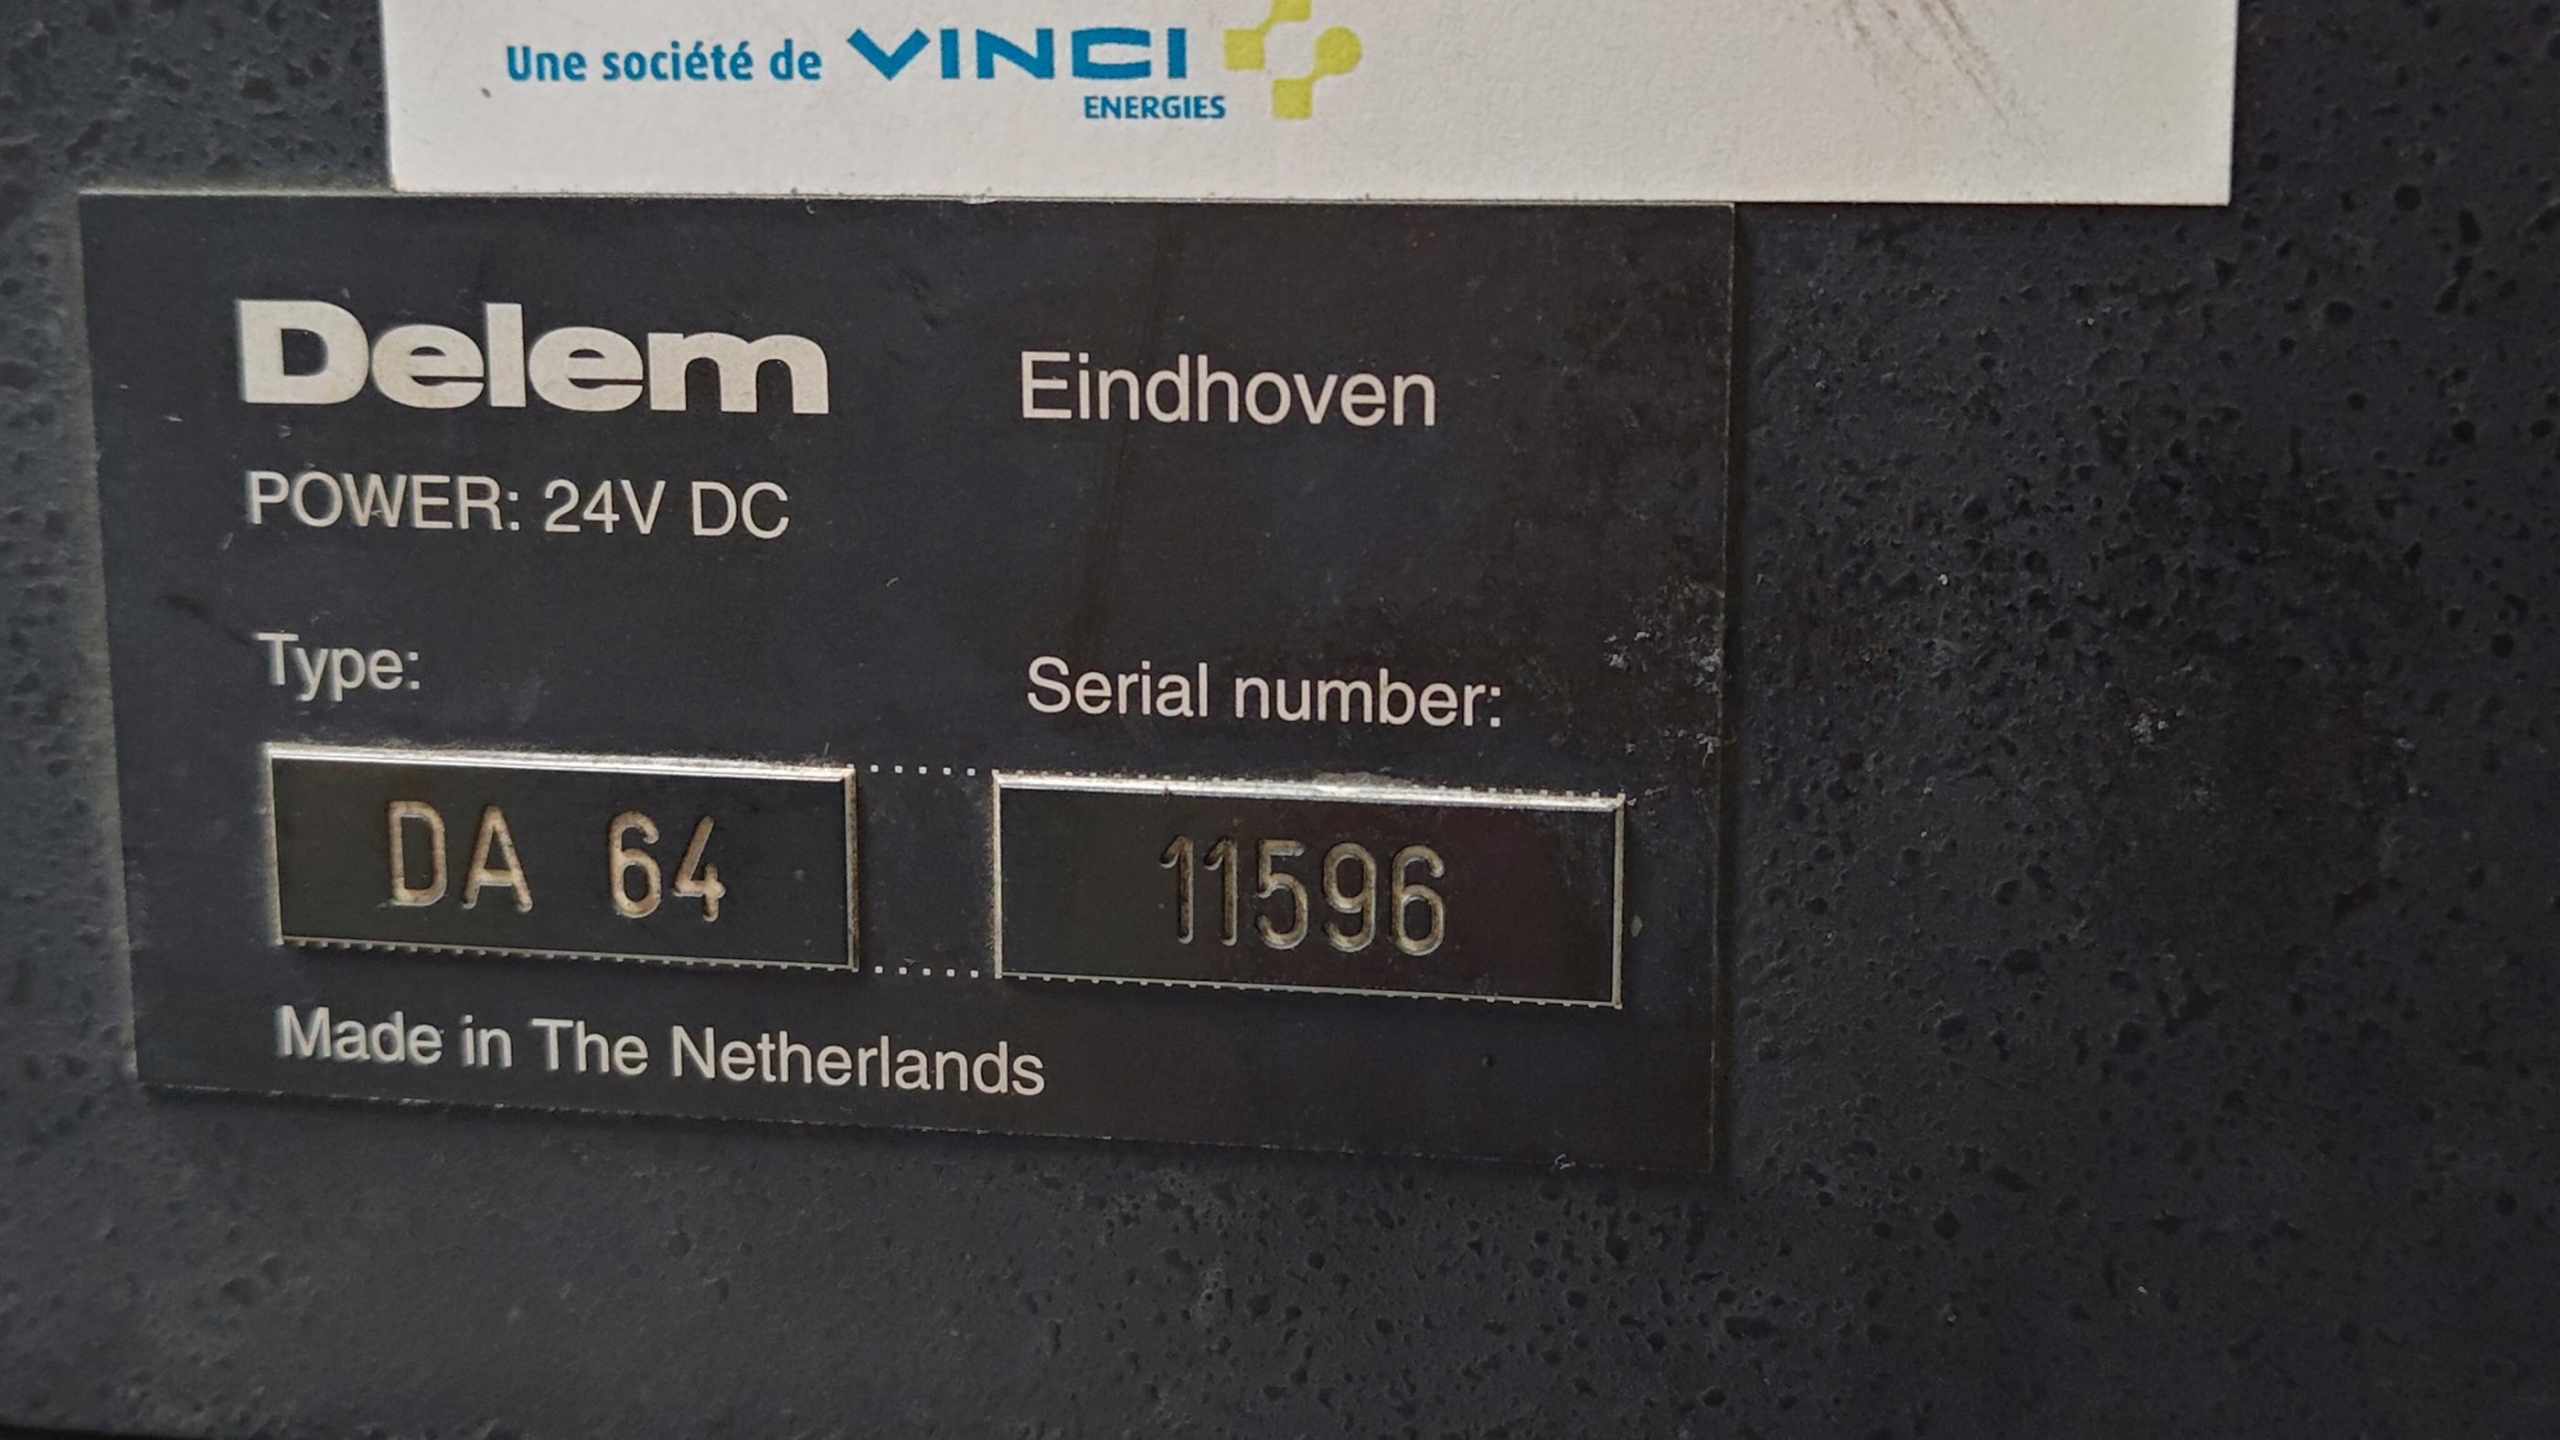 Une société de VINCI
ENERGIES
Delem Eindhoven
POWER: 24V DC
Type: Serial number:
DA 64 11596
Made in The Netherlands